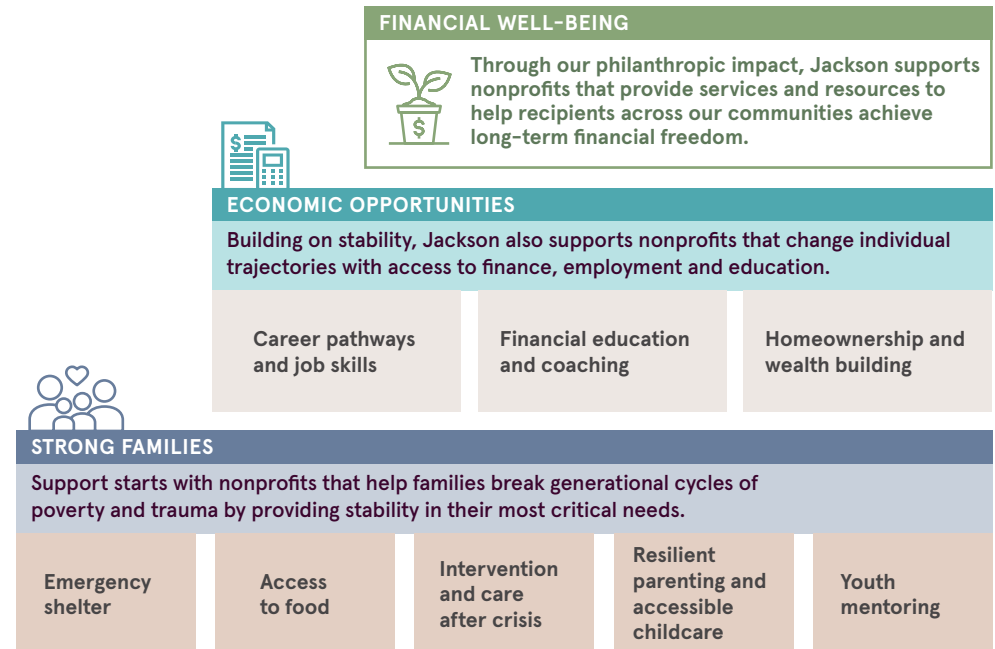 FINANCIAL WELL-BEING
Through our philanthropic impact, Jackson supports
nonprofits that provide services and resources to
help recipients across our communities achieve
long-term financial freedom.
$
$
ECONOMIC OPPORTUNITIES
Building on stability, Jackson also supports nonprofits that change individual
trajectories with access to finance, employment and education.
Career pathways
and job skills
Financial education
and coaching
Homeownership and
wealth building
STRONG FAMILIES
Support starts with nonprofits that help families break generational cycles of
poverty and trauma by providing stability in their most critical needs.
Emergency
shelter
Access
to food
Intervention
and care
after crisis
Resilient
parenting and
accessible
childcare
Youth
mentoring